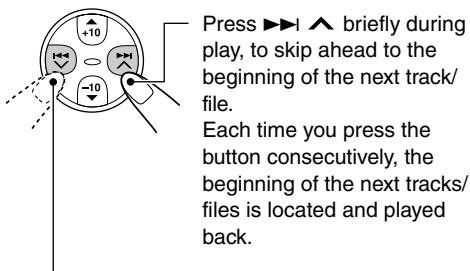 +10
–10
Press ►►| ∧ briefly during
play, to skip ahead to the
beginning of the next track/
file.
Each time you press the
button consecutively, the
beginning of the next tracks/
files is located and played
back.